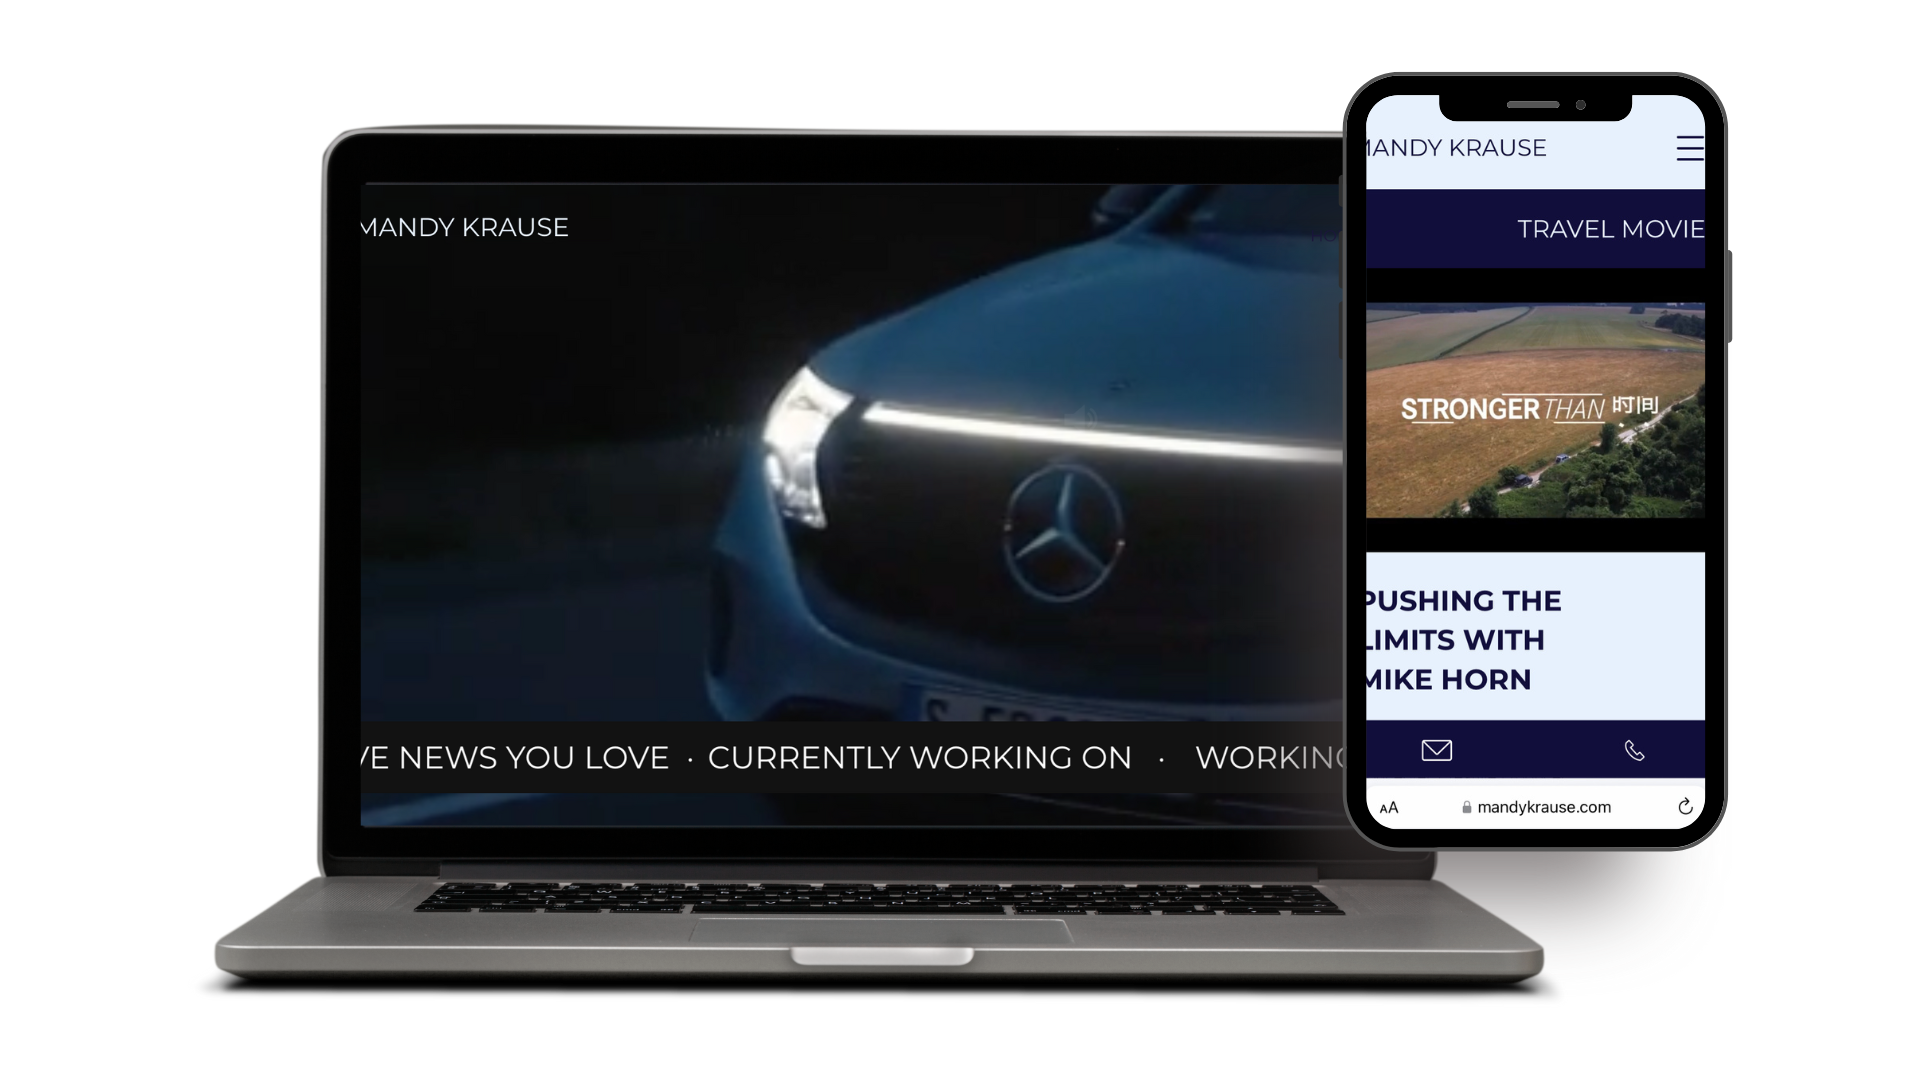 MANDY KRAUSE
VE NEWS YOU LOVE · CURRENTLY WORKING ON · WORKING
MANDY KRAUSE
TRAVEL MOVIE
STRONGER THAN 时间
PUSHING THE
LIMITS WITH
MIKE HORN
AA mandykrause.com